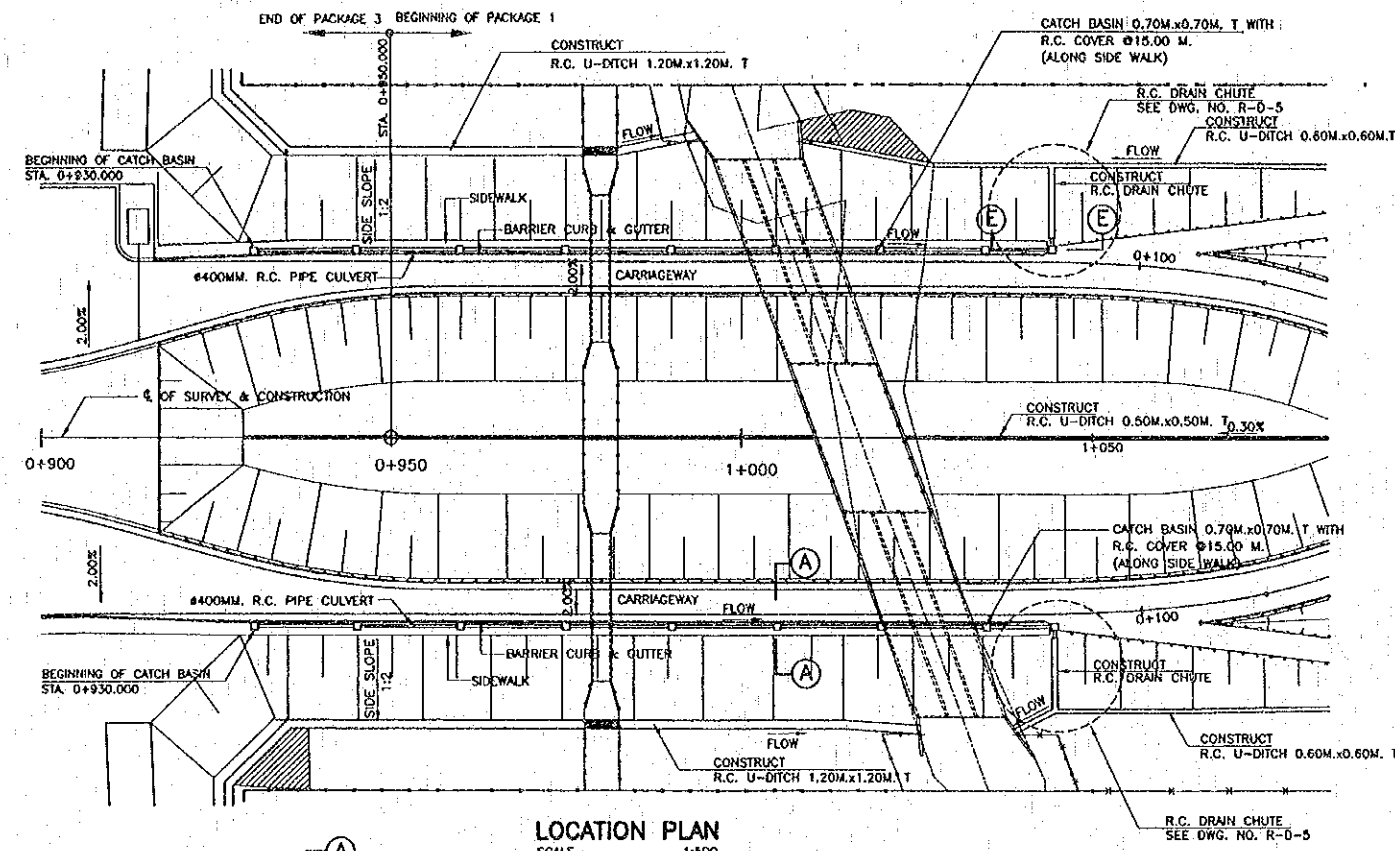 END OF PACKAGE 3 BEGINNING OF PACKAGE 1
STA. 0+950.000
CONSTRUCT
R.C. U-DITCH 1.20M.x1.20M. T
CATCH BASIN 0.70M.x0.70M. T WITH
R.C. COVER @15.00 M.
(ALONG SIDE WALK)
R.C. DRAIN CHUTE
SEE DWG. NO. R-D-5
CONSTRUCT
R.C. U-DITCH 0.60M.x0.60M.T
FLOW
FLOW
BEGINNING OF CATCH BASIN
STA. 0+930.000
CONSTRUCT
R.C. DRAIN CHUTE
SIDE SLOPE
1:2
SIDEWALK
BARRIER CURB & GUTTER
FLOW
E
E
0+100
Ø400MM. R.C. PIPE CULVERT
2.00%
CARRIAGEWAY
2.00%
℄ OF SURVEY & CONSTRUCTION
CONSTRUCT
R.C. U-DITCH 0.50M.x0.50M. T
0.30%
0+900
0+950
1+000
1+050
CATCH BASIN 0.70M.x0.70M. T WITH
R.C. COVER @15.00 M.
(ALONG SIDE WALK)
A
2.00%
2.00%
Ø400MM. R.C. PIPE CULVERT
CARRIAGEWAY
FLOW
0+100
BARRIER CURB & GUTTER
SIDEWALK
A
SIDE SLOPE
1:2
BEGINNING OF CATCH BASIN
STA. 0+930.000
CONSTRUCT
R.C. DRAIN CHUTE
FLOW
FLOW
CONSTRUCT
R.C. U-DITCH 1.20M.x1.20M. T
CONSTRUCT
R.C. U-DITCH 0.60M.x0.60M. T
R.C. DRAIN CHUTE
SEE DWG. NO. R-D-5
LOCATION PLAN
SCALE 1:500
A